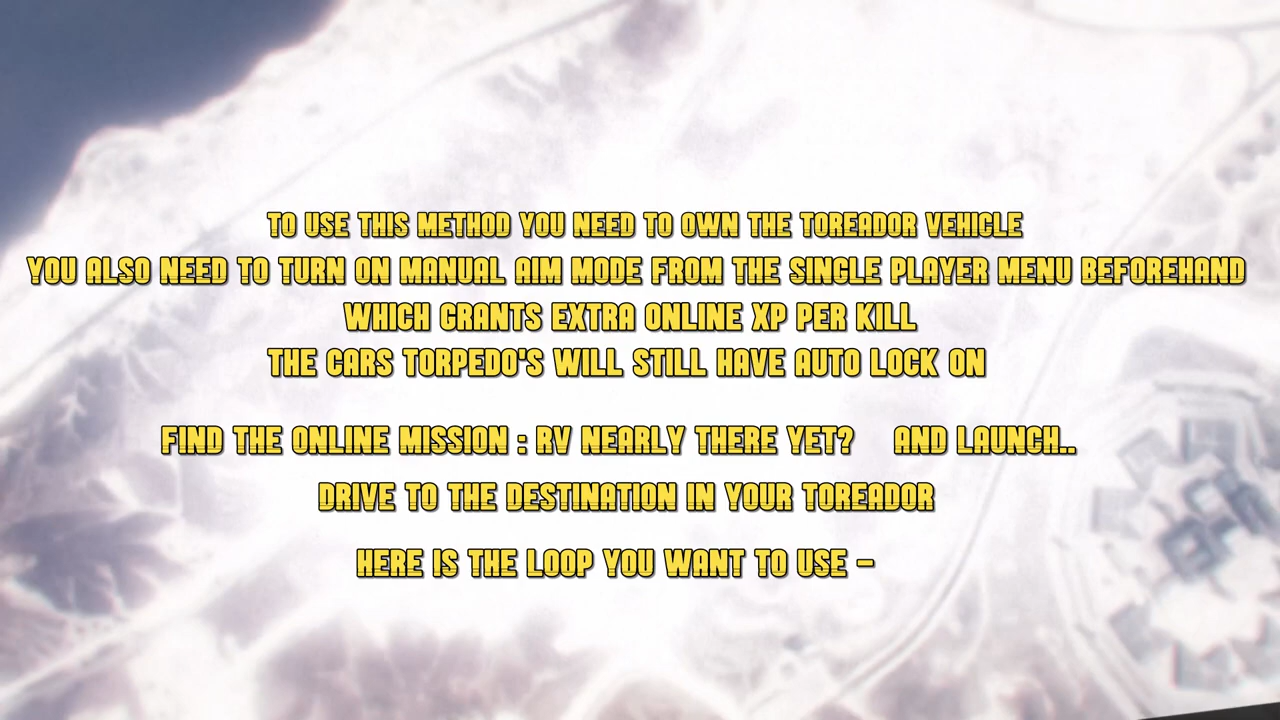 TO USE THIS METHOD YOU NEED TO OWN THE TOREADOR VEHICLE
YOU ALSO NEED TO TURN ON MANUAL AIM MODE FROM THE SINGLE PLAYER MENU BEFOREHAND
WHICH GRANTS EXTRA ONLINE XP PER KILL
THE CARS TORPEDO'S WILL STILL HAVE AUTO LOCK ON
FIND THE ONLINE MISSION : RV NEARLY THERE YET? AND LAUNCH..
DRIVE TO THE DESTINATION IN YOUR TOREADOR
HERE IS THE LOOP YOU WANT TO USE -